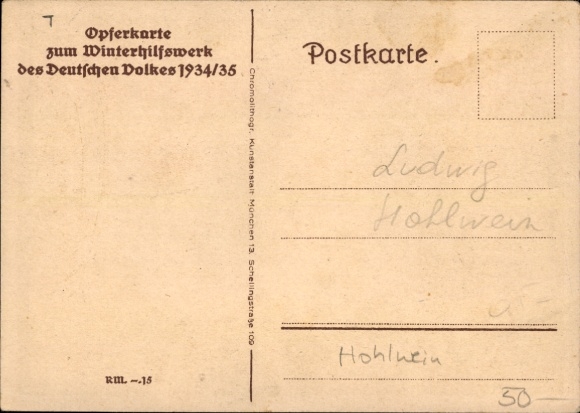 Opferkarte
zum Winterhilfswerk
des Deutschen Volkes 1934/35
RM. -.15
Chromolithogr. Kunstanstalt München 13, Schellingstraße 109
Postkarte.
Ludwig
Hohlwein
Hohlwein
50-